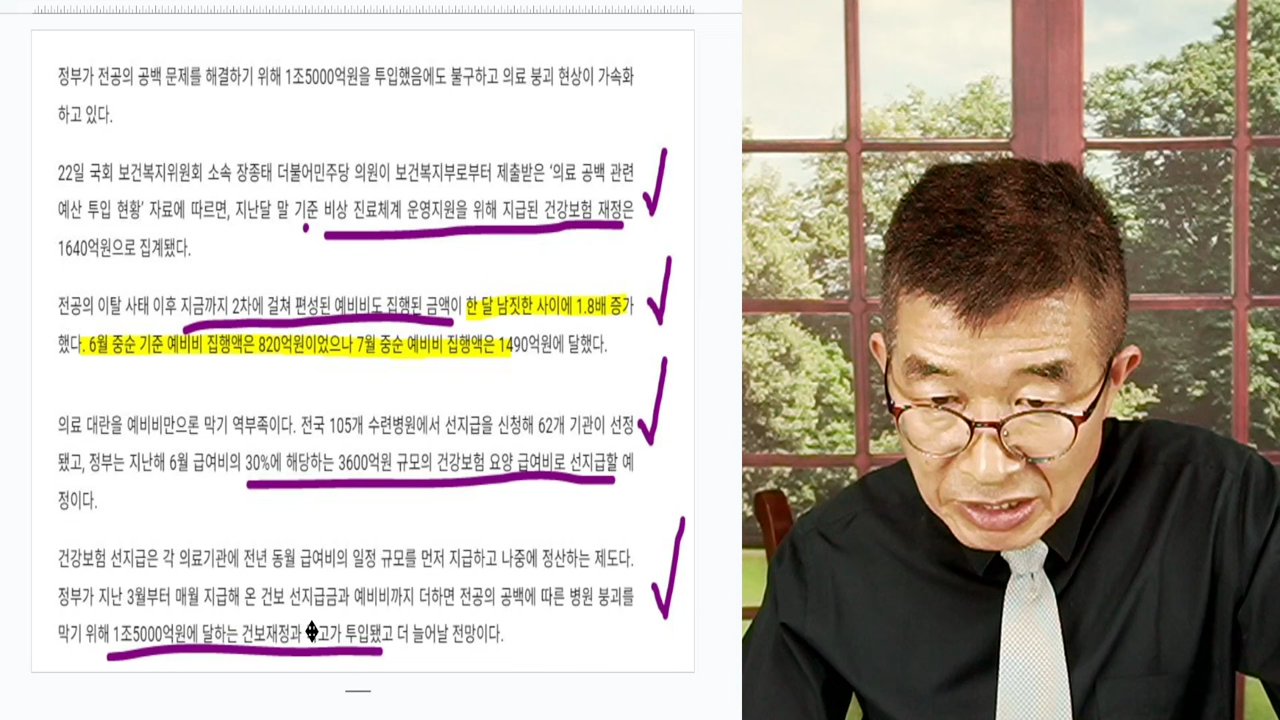 정부가 전공의 공백 문제를 해결하기 위해 1조5000억원을 투입했음에도 불구하고 의료 붕괴 현상이 가속화
하고 있다.
22일 국회 보건복지위원회 소속 장종태 더불어민주당 의원이 보건복지부로부터 제출받은 ‘의료 공백 관련
예산 투입 현황’ 자료에 따르면, 지난달 말 기준 비상 진료체계 운영지원을 위해 지급된 건강보험 재정은
1640억원으로 집계됐다.
전공의 이탈 사태 이후 지금까지 2차에 걸쳐 편성된 예비비도 집행된 금액이 한 달 남짓한 사이에 1.8배 증가
했다. 6월 중순 기준 예비비 집행액은 820억원이었으나 7월 중순 예비비 집행액은 1490억원에 달했다.
의료 대란을 예비비만으론 막기 역부족이다. 전국 105개 수련병원에서 선지급을 신청해 62개 기관이 선정
됐고, 정부는 지난해 6월 급여비의 30%에 해당하는 3600억원 규모의 건강보험 요양 급여비로 선지급할 예
정이다.
건강보험 선지급은 각 의료기관에 전년 동월 급여비의 일정 규모를 먼저 지급하고 나중에 정산하는 제도다.
정부가 지난 3월부터 매월 지급해 온 건보 선지급금과 예비비까지 더하면 전공의 공백에 따른 병원 붕괴를
막기 위해 1조5000억원에 달하는 건보재정과 투입됐고 더 늘어날 전망이다.